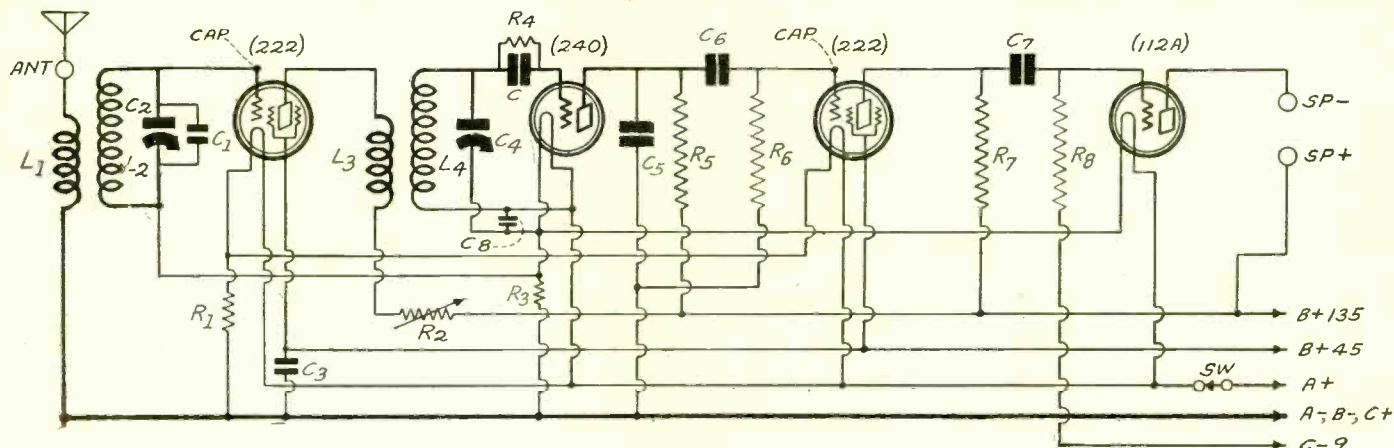 ANT
L1
C2
L2
C1
CAP
(222)
R1
C3
L3
R2
L4
C4
R4
C
(240)
C8
R3
C5
R5
C6
R6
CAP
(222)
R7
C7
R8
(112A)
SP-
SP+
B+135
B+45
SW
A+
A-, B-, C+
C-9